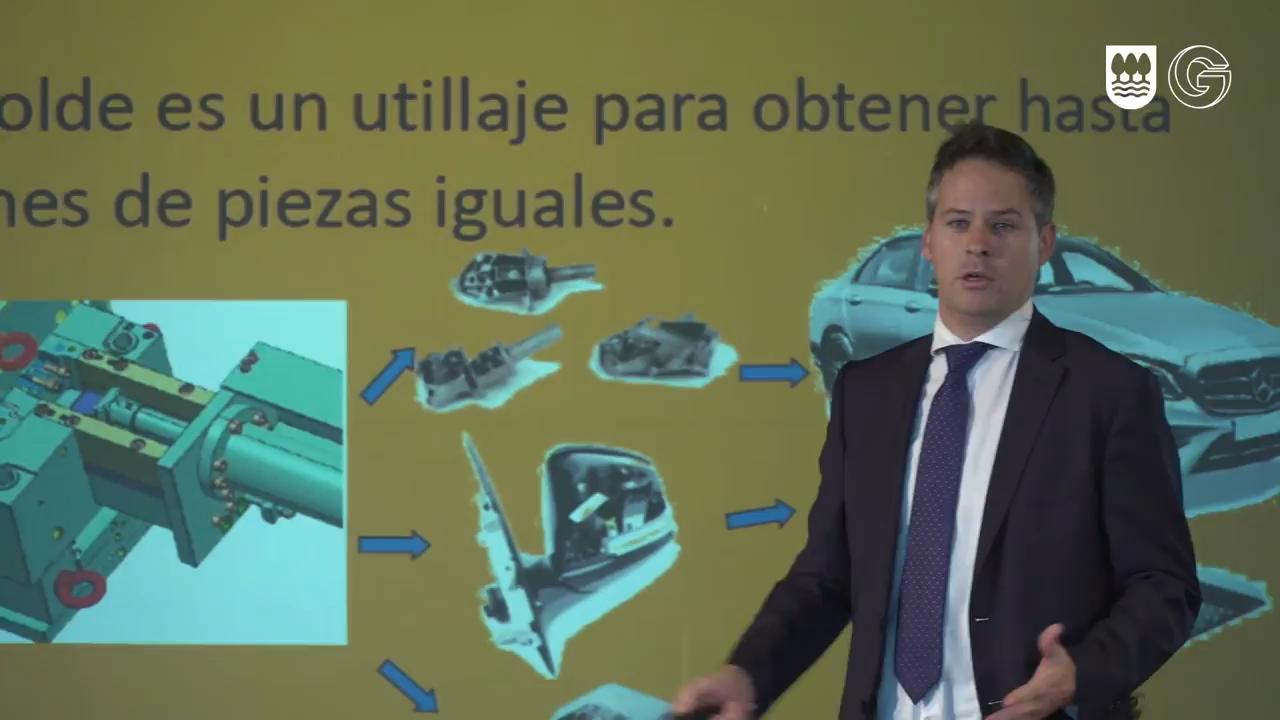 olde es un utillaje para obtener hasta
nes de piezas iguales.